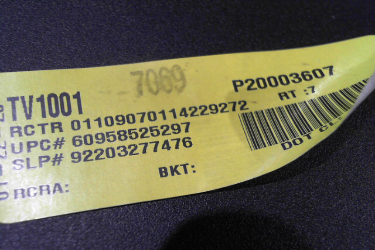 7069
P20003607
TV1001
RT :7
RCTR 01109070114229272
UPC# 60958525297
SLP# 92203277476
BKT:
RCRA: